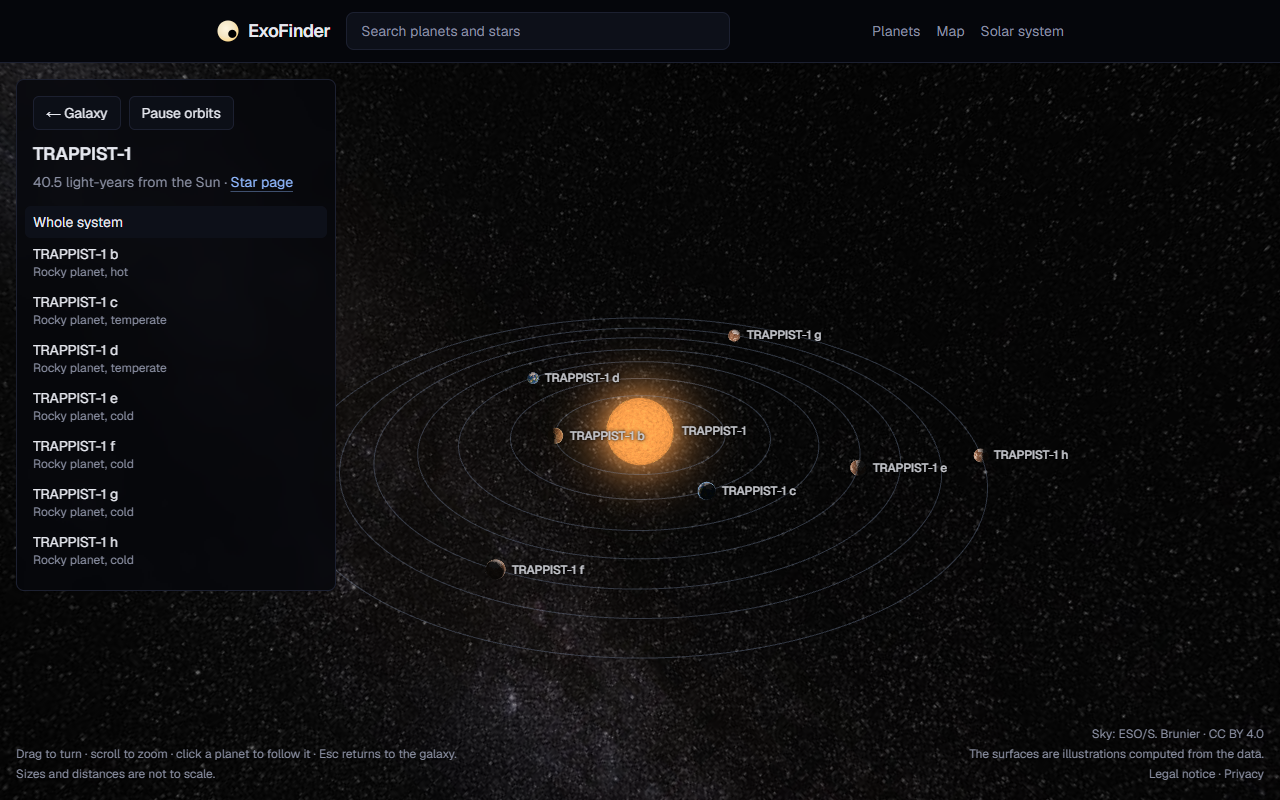 ExoFinder
Search planets and stars
Planets
Map
Solar system
← Galaxy
Pause orbits
TRAPPIST-1
40.5 light-years from the Sun · Star page
Whole system
TRAPPIST-1 b
Rocky planet, hot
TRAPPIST-1 c
Rocky planet, temperate
TRAPPIST-1 d
Rocky planet, temperate
TRAPPIST-1 e
Rocky planet, cold
TRAPPIST-1 f
Rocky planet, cold
TRAPPIST-1 g
Rocky planet, cold
TRAPPIST-1 h
Rocky planet, cold
TRAPPIST-1 g
TRAPPIST-1 d
TRAPPIST-1 b
TRAPPIST-1
TRAPPIST-1 h
TRAPPIST-1 e
TRAPPIST-1 c
TRAPPIST-1 f
Drag to turn · scroll to zoom · click a planet to follow it · Esc returns to the galaxy.
Sizes and distances are not to scale.
Sky: ESO/S. Brunier · CC BY 4.0
The surfaces are illustrations computed from the data.
Legal notice · Privacy